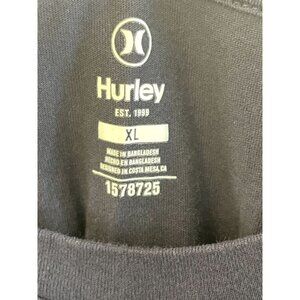 Hurley
EST. 1999
XL
MADE IN BANGLADESH
HECHO EN BANGLADESH
DESIGNED IN COSTA MESA, CA
1578725